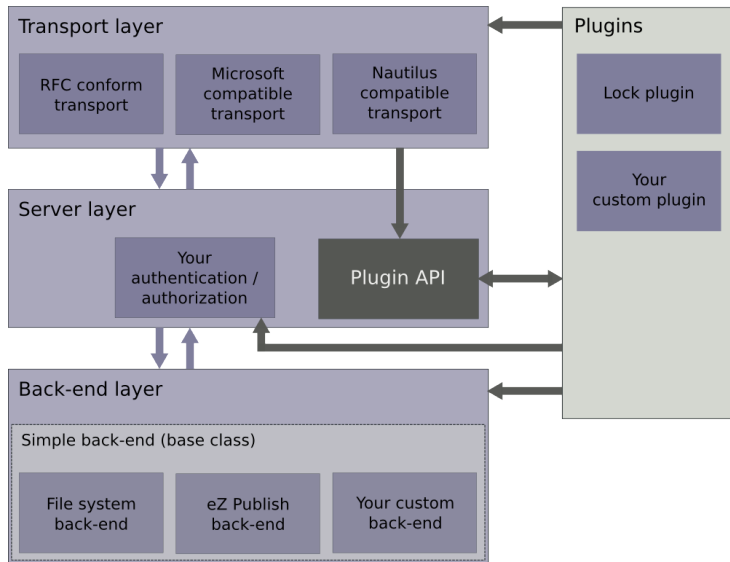 Transport layer
RFC conform
transport
Microsoft
compatible
transport
Nautilus
compatible
transport
Plugins
Lock plugin
Your
custom plugin
Server layer
Your
authentication /
authorization
Plugin API
Back-end layer
Simple back-end (base class)
File system
back-end
eZ Publish
back-end
Your custom
back-end